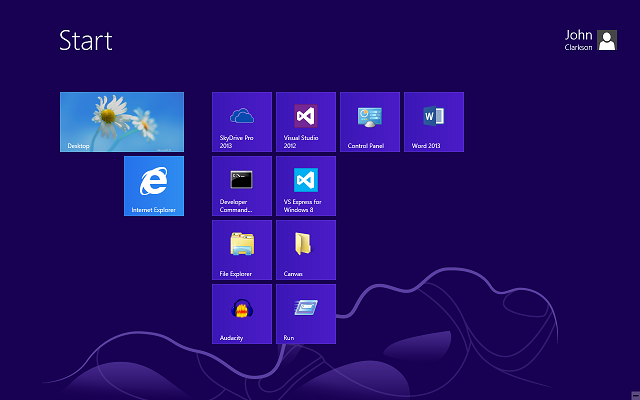 Start
John
Clarkson
Desktop
SkyDrive Pro
2013
Visual Studio
2012
Control Panel
Word 2013
Internet Explorer
Developer
Command...
VS Express for
Windows 8
File Explorer
Canvas
Audacity
Run